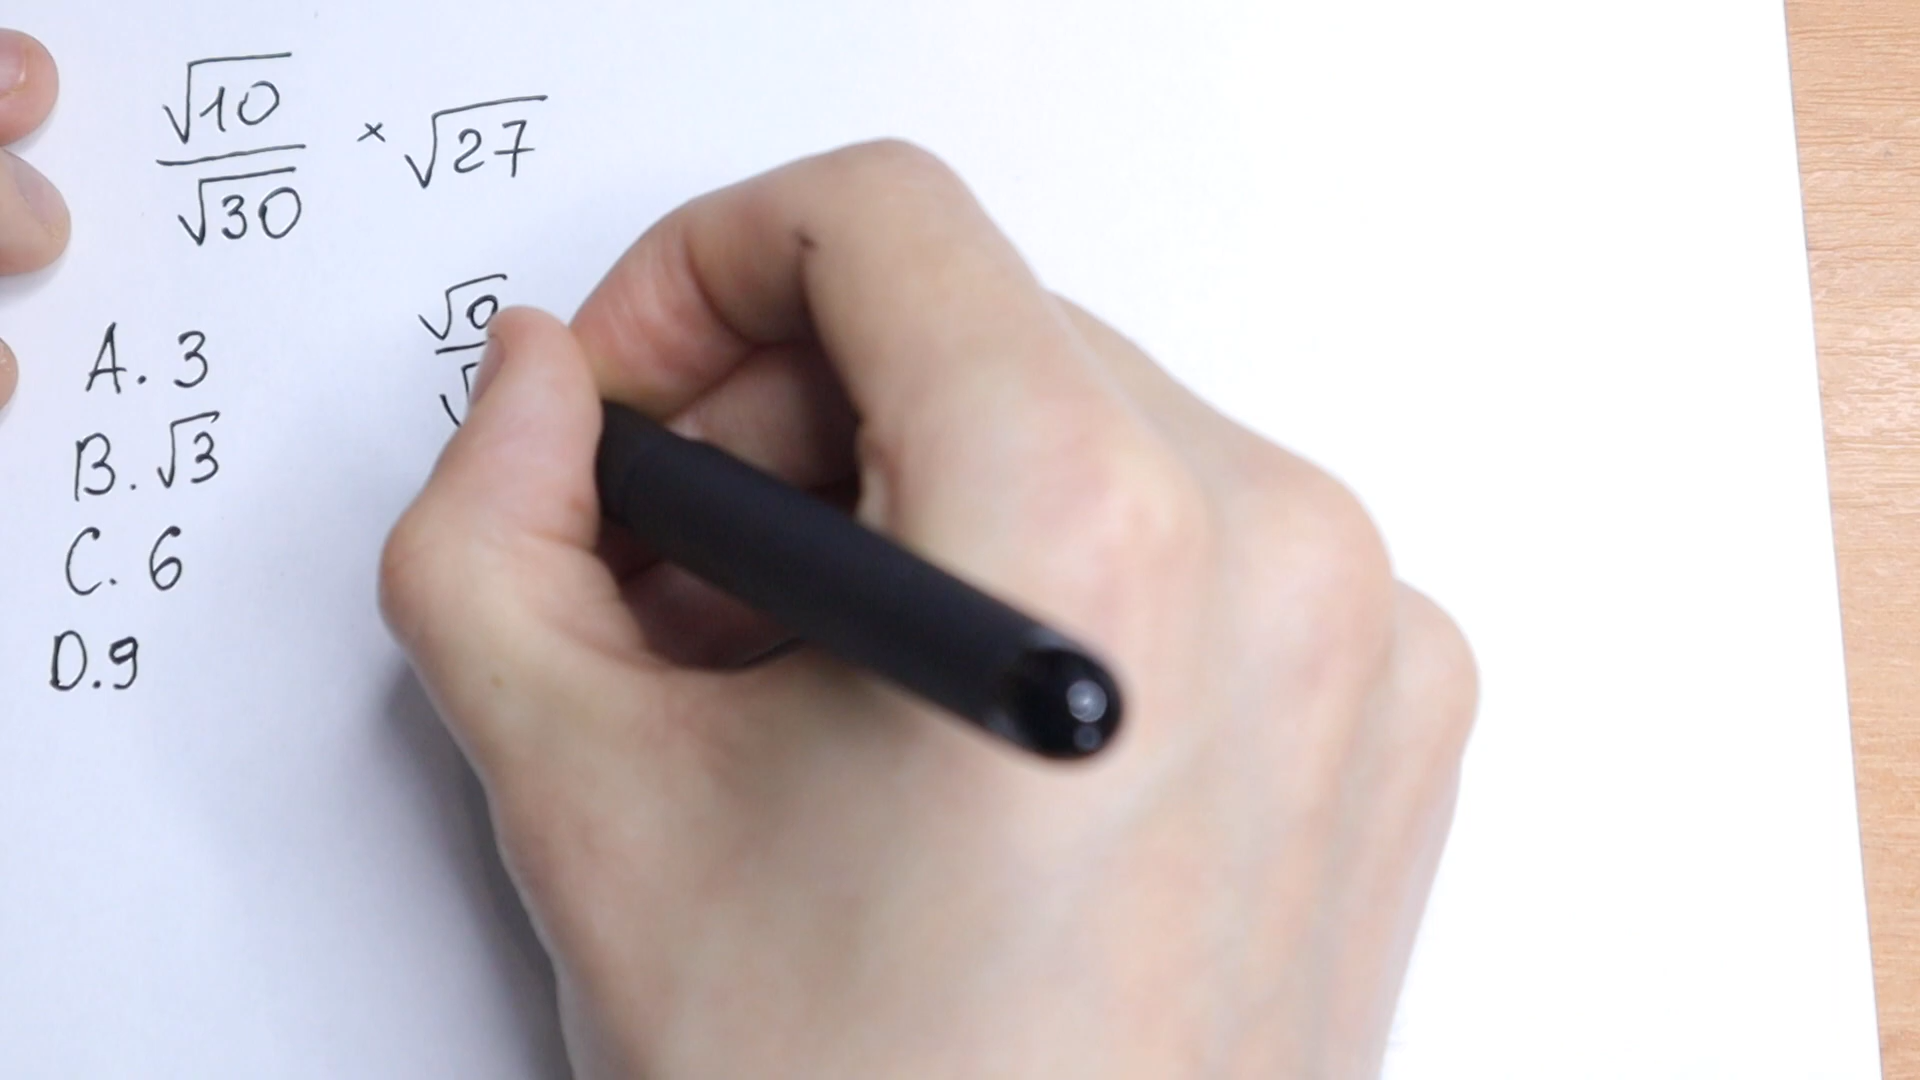 √10
× √27
√30
√a
√
A. 3
B. √3
C. 6
D. 9